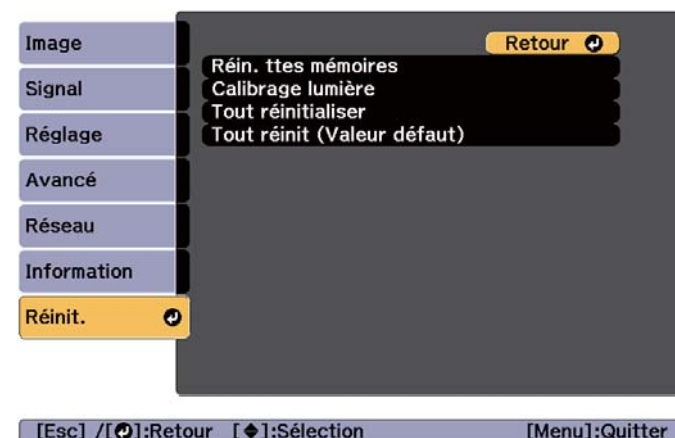 Image
Signal
Réglage
Avancé
Réseau
Information
Réinit.
Retour
Réin. ttes mémoires
Calibrage lumière
Tout réinitialiser
Tout réinit (Valeur défaut)
[Esc] /[⏎]:Retour [◆]:Sélection [Menu]:Quitter